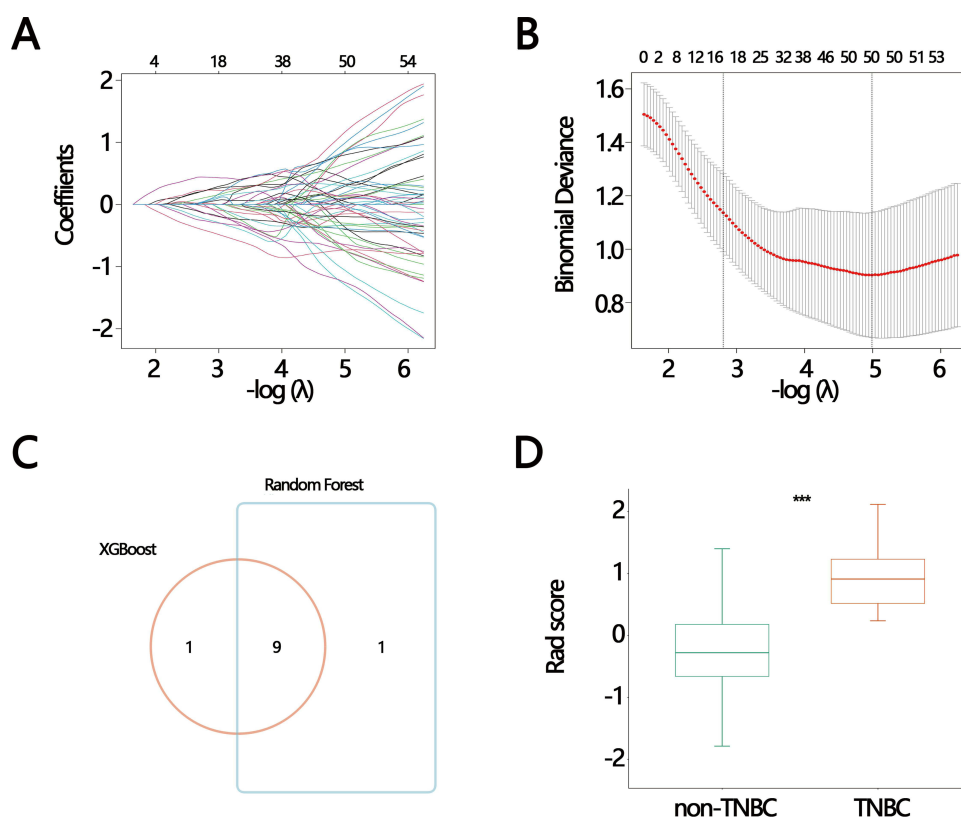 A
4 18 38 50 54
2
1
0
-1
-2
Coeffiients
2 3 4 5 6
-log (λ)
B
0 2 8 12 16 18 25 32 38 46 50 50 50 51 53
1.6
1.4
1.2
1.0
0.8
Binomial Deviance
2 3 4 5 6
-log (λ)
C
Random Forest
XGBoost
1 9 1
D
***
2
1
0
-1
-2
Rad score
non-TNBC TNBC